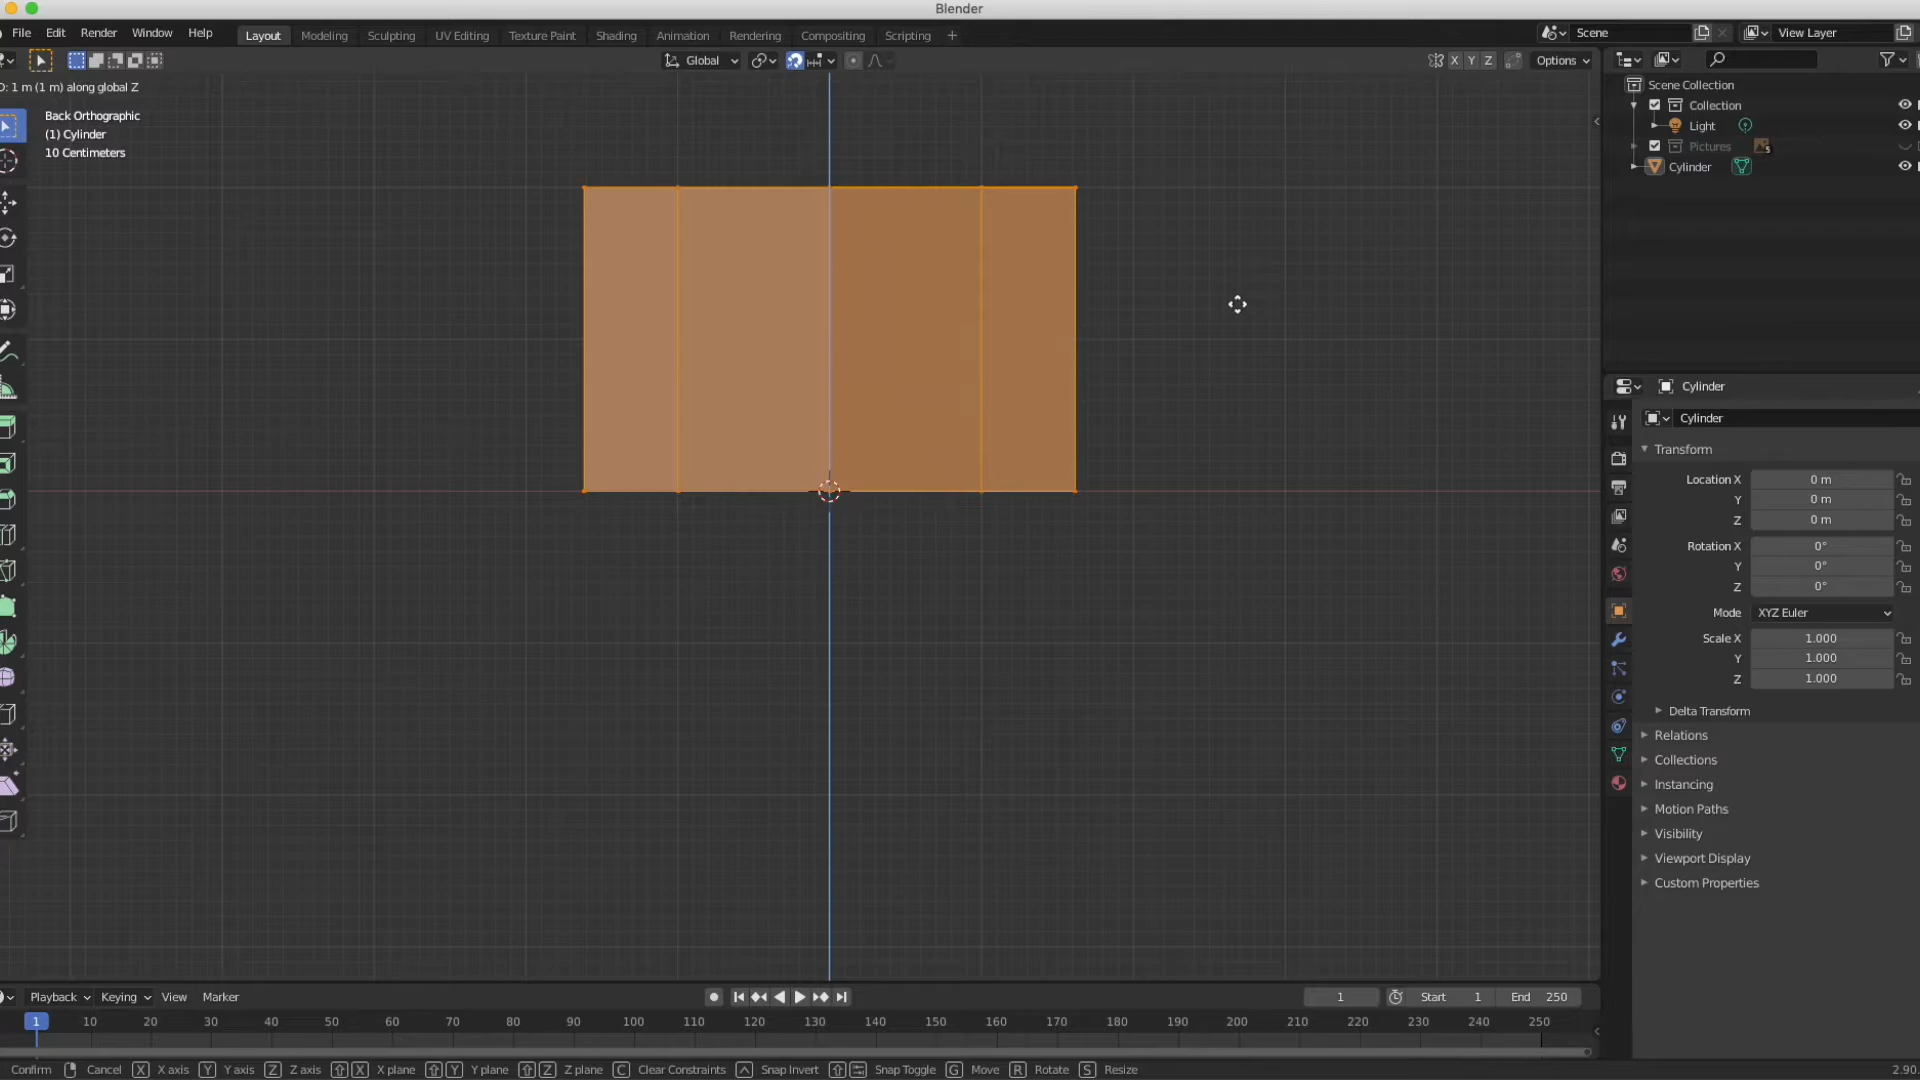 Blender
File Edit Render Window Help Layout Modeling Sculpting UV Editing Texture Paint Shading Animation Rendering Compositing Scripting + Scene View Layer
Global X Y Z Options
D: 1 m (1 m) along global Z
Back Orthographic
(1) Cylinder
10 Centimeters
Scene Collection
Collection
Light
Pictures 5
Cylinder
Cylinder
Cylinder
Transform
Location X 0 m
Y 0 m
Z 0 m
Rotation X 0°
Y 0°
Z 0°
Mode XYZ Euler
Scale X 1.000
Y 1.000
Z 1.000
Delta Transform
Relations
Collections
Instancing
Motion Paths
Visibility
Viewport Display
Custom Properties
Playback Keying View Marker 1 Start 1 End 250
1 10 20 30 40 50 60 70 80 90 100 110 120 130 140 150 160 170 180 190 200 210 220 230 240 250
Confirm Cancel X X axis Y Y axis Z Z axis X X plane Y Y plane Z Z plane C Clear Constraints Snap Invert Snap Toggle G Move R Rotate S Resize 2.90.